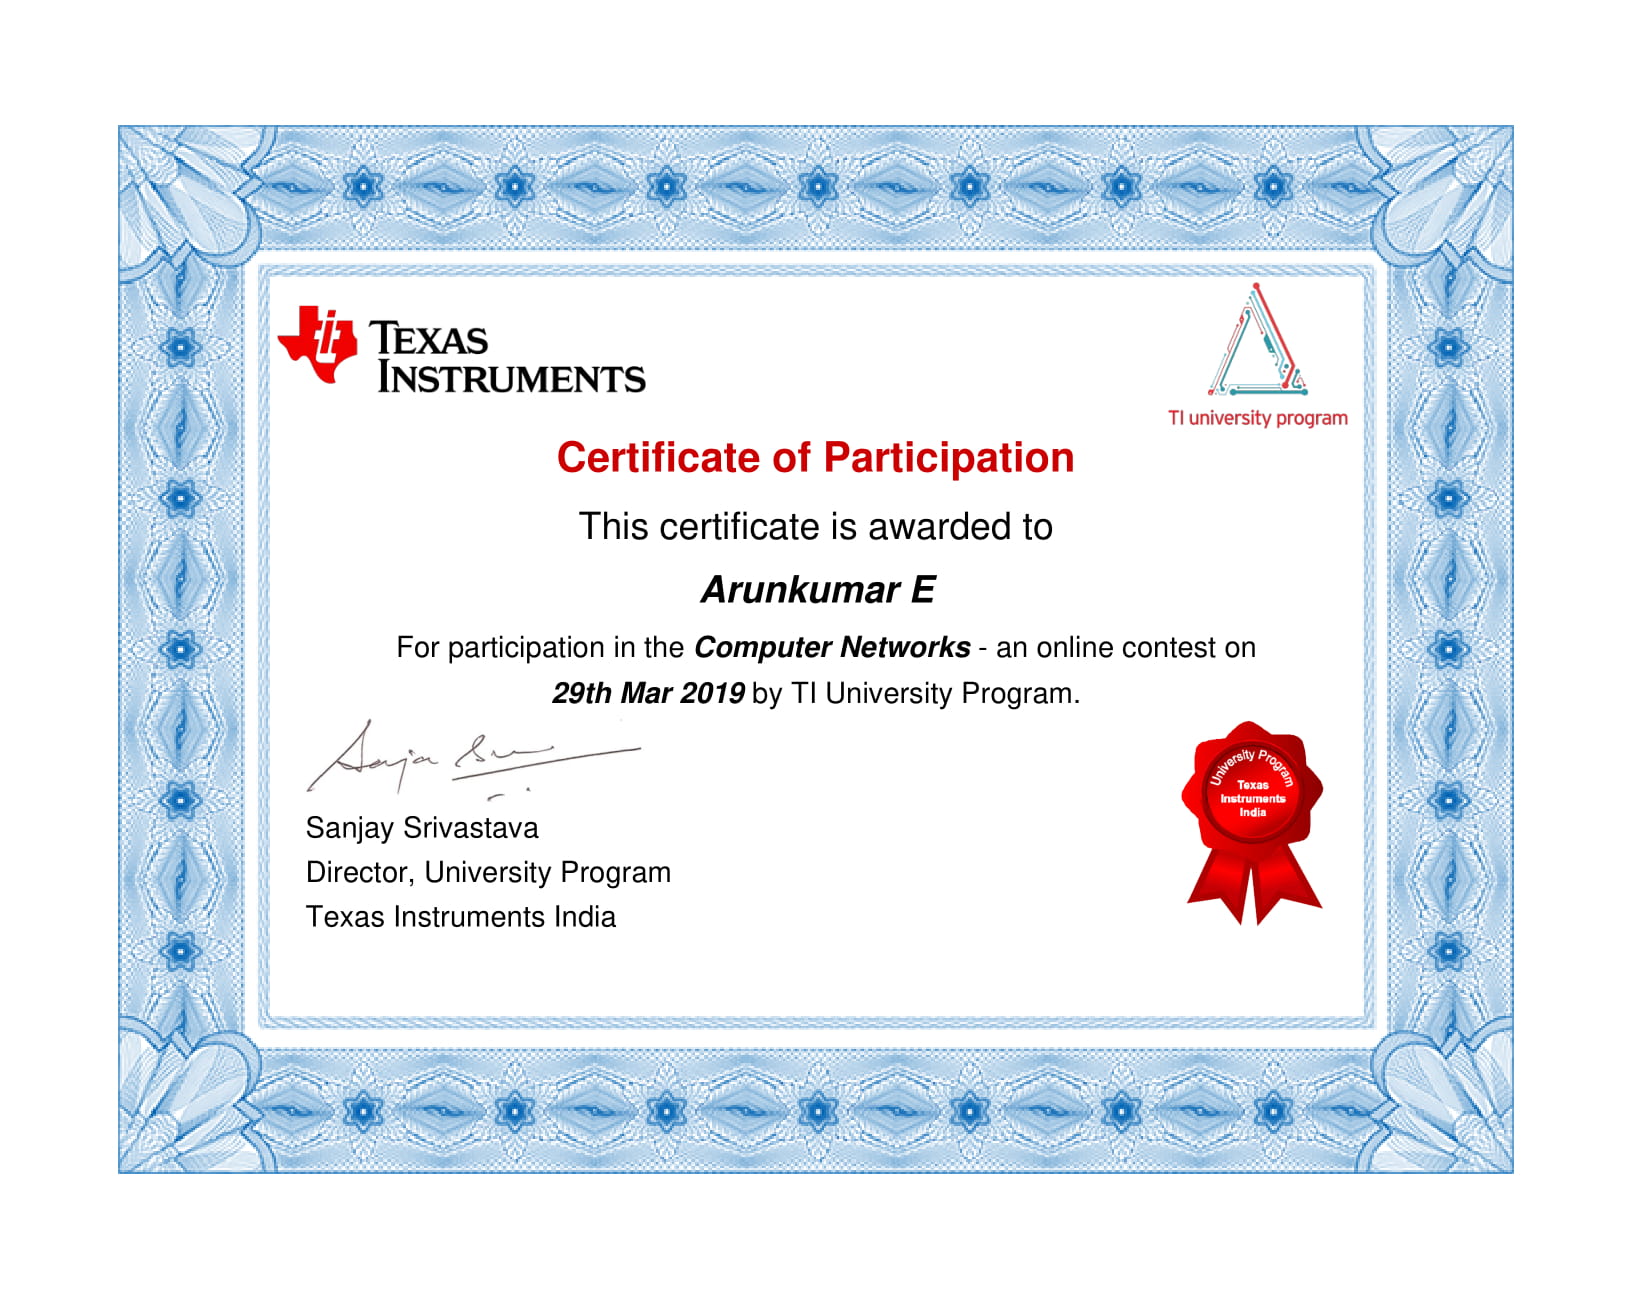 TEXAS
INSTRUMENTS
TI university program
Certificate of Participation
This certificate is awarded to
Arunkumar E
For participation in the Computer Networks - an online contest on
29th Mar 2019 by TI University Program.
Sanjay Srivastava
Director, University Program
Texas Instruments India
University Program
Texas
Instruments
India